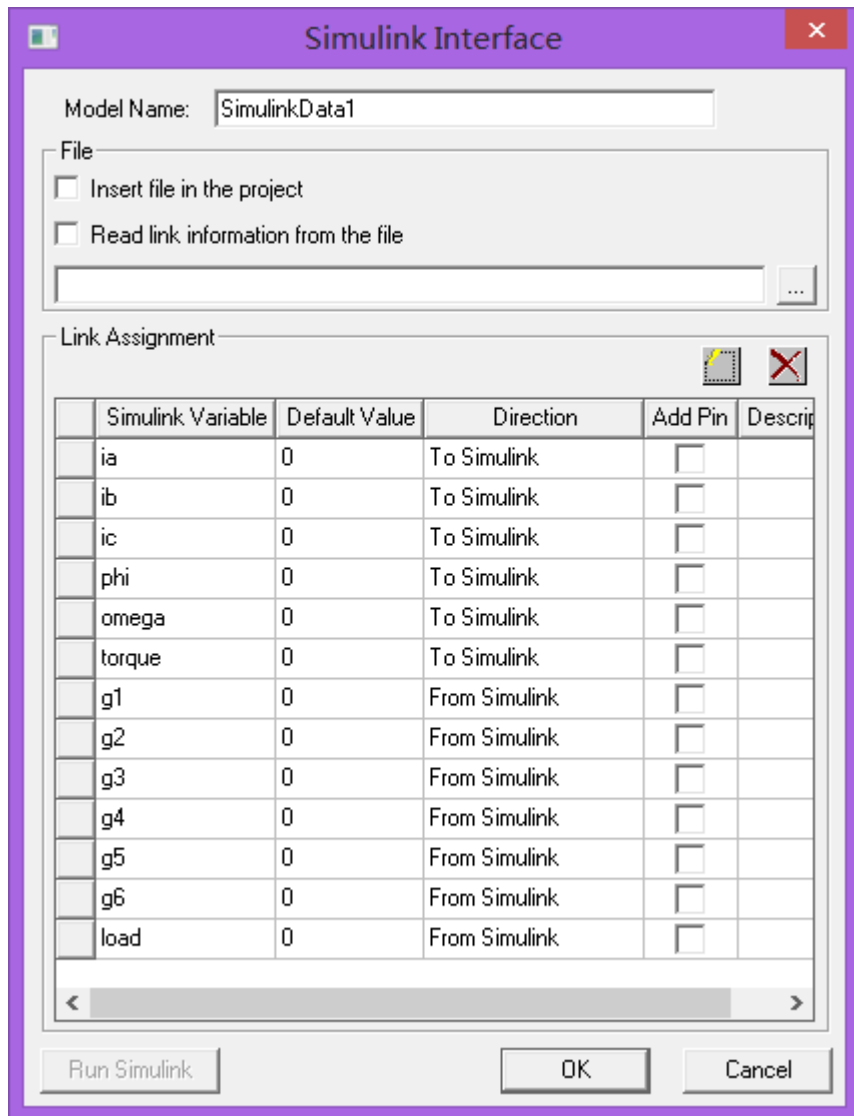 Simulink Interface
Model Name: SimulinkData1
File
Insert file in the project
Read link information from the file
...
Link Assignment
Simulink Variable Default Value Direction Add Pin Descrip
ia 0 To Simulink
ib 0 To Simulink
ic 0 To Simulink
phi 0 To Simulink
omega 0 To Simulink
torque 0 To Simulink
g1 0 From Simulink
g2 0 From Simulink
g3 0 From Simulink
g4 0 From Simulink
g5 0 From Simulink
g6 0 From Simulink
load 0 From Simulink
Run Simulink OK Cancel